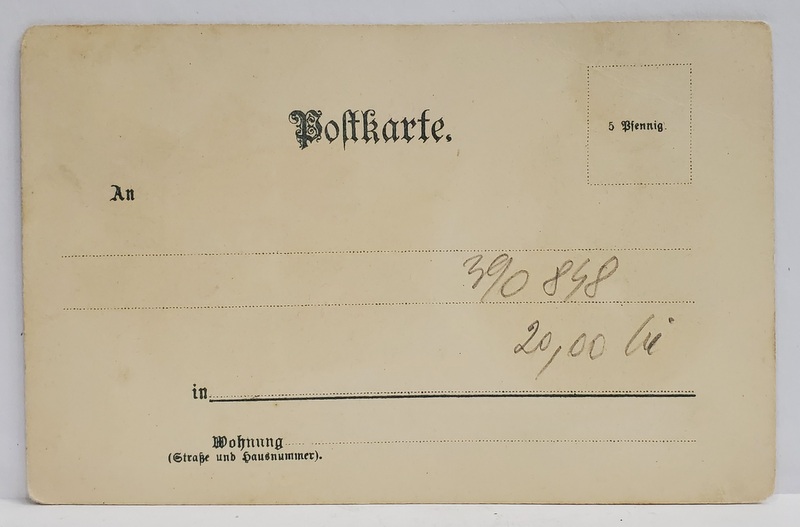 Postkarte.
5 Pfennig.
An
390 848
20,00 lei
in
Wohnung
(Straße und Hausnummer).